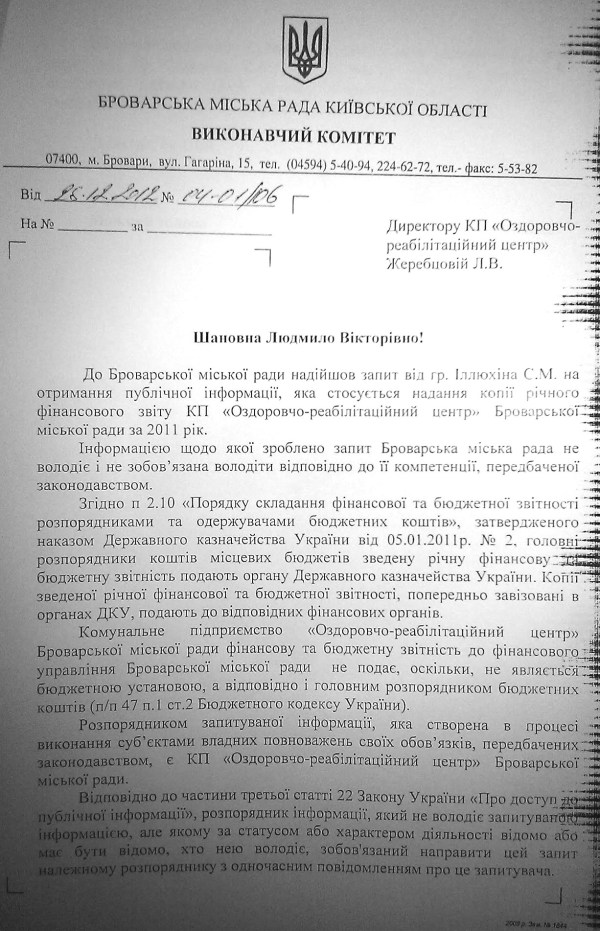 БРОВАРСЬКА МІСЬКА РАДА КИЇВСЬКОЇ ОБЛАСТІ
ВИКОНАВЧИЙ КОМІТЕТ
07400, м. Бровари, вул. Гагаріна, 15, тел. (04594) 5-40-94, 224-62-72, тел.- факс: 5-53-82
Від 26.12.2012 № 04-01/106
На № за
Директору КП «Оздоровчо-
реабілітаційний центр»
Жеребцовій Л.В.
Шановна Людмило Вікторівно!
До Броварської міської ради надійшов запит від гр. Іллюхіна С.М. на
отримання публічної інформації, яка стосується надання копії річного
фінансового звіту КП «Оздоровчо-реабілітаційний центр» Броварської
міської ради за 2011 рік.
Інформацією щодо якої зроблено запит Броварська міська рада не
володіє і не зобов’язана володіти відповідно до її компетенції, передбаченої
законодавством.
Згідно п 2.10 «Порядку складання фінансової та бюджетної звітності
розпорядниками та одержувачами бюджетних коштів», затвердженого
наказом Державного казначейства України від 05.01.2011р. № 2, головні
розпорядники коштів місцевих бюджетів зведену річну фінансову
бюджетну звітність подають органу Державного казначейства України. Копії
зведеної річної фінансової та бюджетної звітності, попередньо завізовані в
органах ДКУ, подають до відповідних фінансових органів.
Комунальне підприємство «Оздоровчо-реабілітаційний центр»
Броварської міської ради фінансову та бюджетну звітність до фінансового
управління Броварської міської ради не подає, оскільки, не являється
бюджетною установою, а відповідно і головним розпорядником бюджетних
коштів (п/п 47 п.1 ст.2 Бюджетного кодексу України).
Розпорядником запитуваної інформації, яка створена в процесі
виконання суб’єктами владних повноважень своїх обов’язків, передбачених
законодавством, є КП «Оздоровчо-реабілітаційний центр» Броварської
міської ради.
Відповідно до частини третьої статті 22 Закону України «Про доступ до
публічної інформації», розпорядник інформації, який не володіє запитуваною
інформацією, але якому за статусом або характером діяльності відомо або
має бути відомо, хто нею володіє, зобов'язаний направити цей запит
належному розпоряднику з одночасним повідомленням про це запитувача.